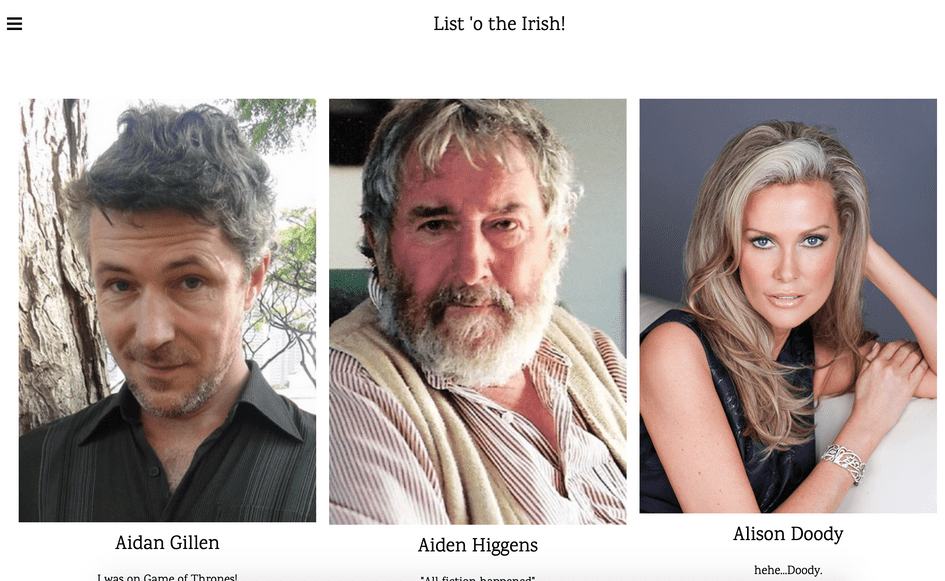 List 'o the Irish!
Aidan Gillen
Aiden Higgens
Alison Doody
I was on Game of Thrones!
"All fiction happened"
hehe...Doody.